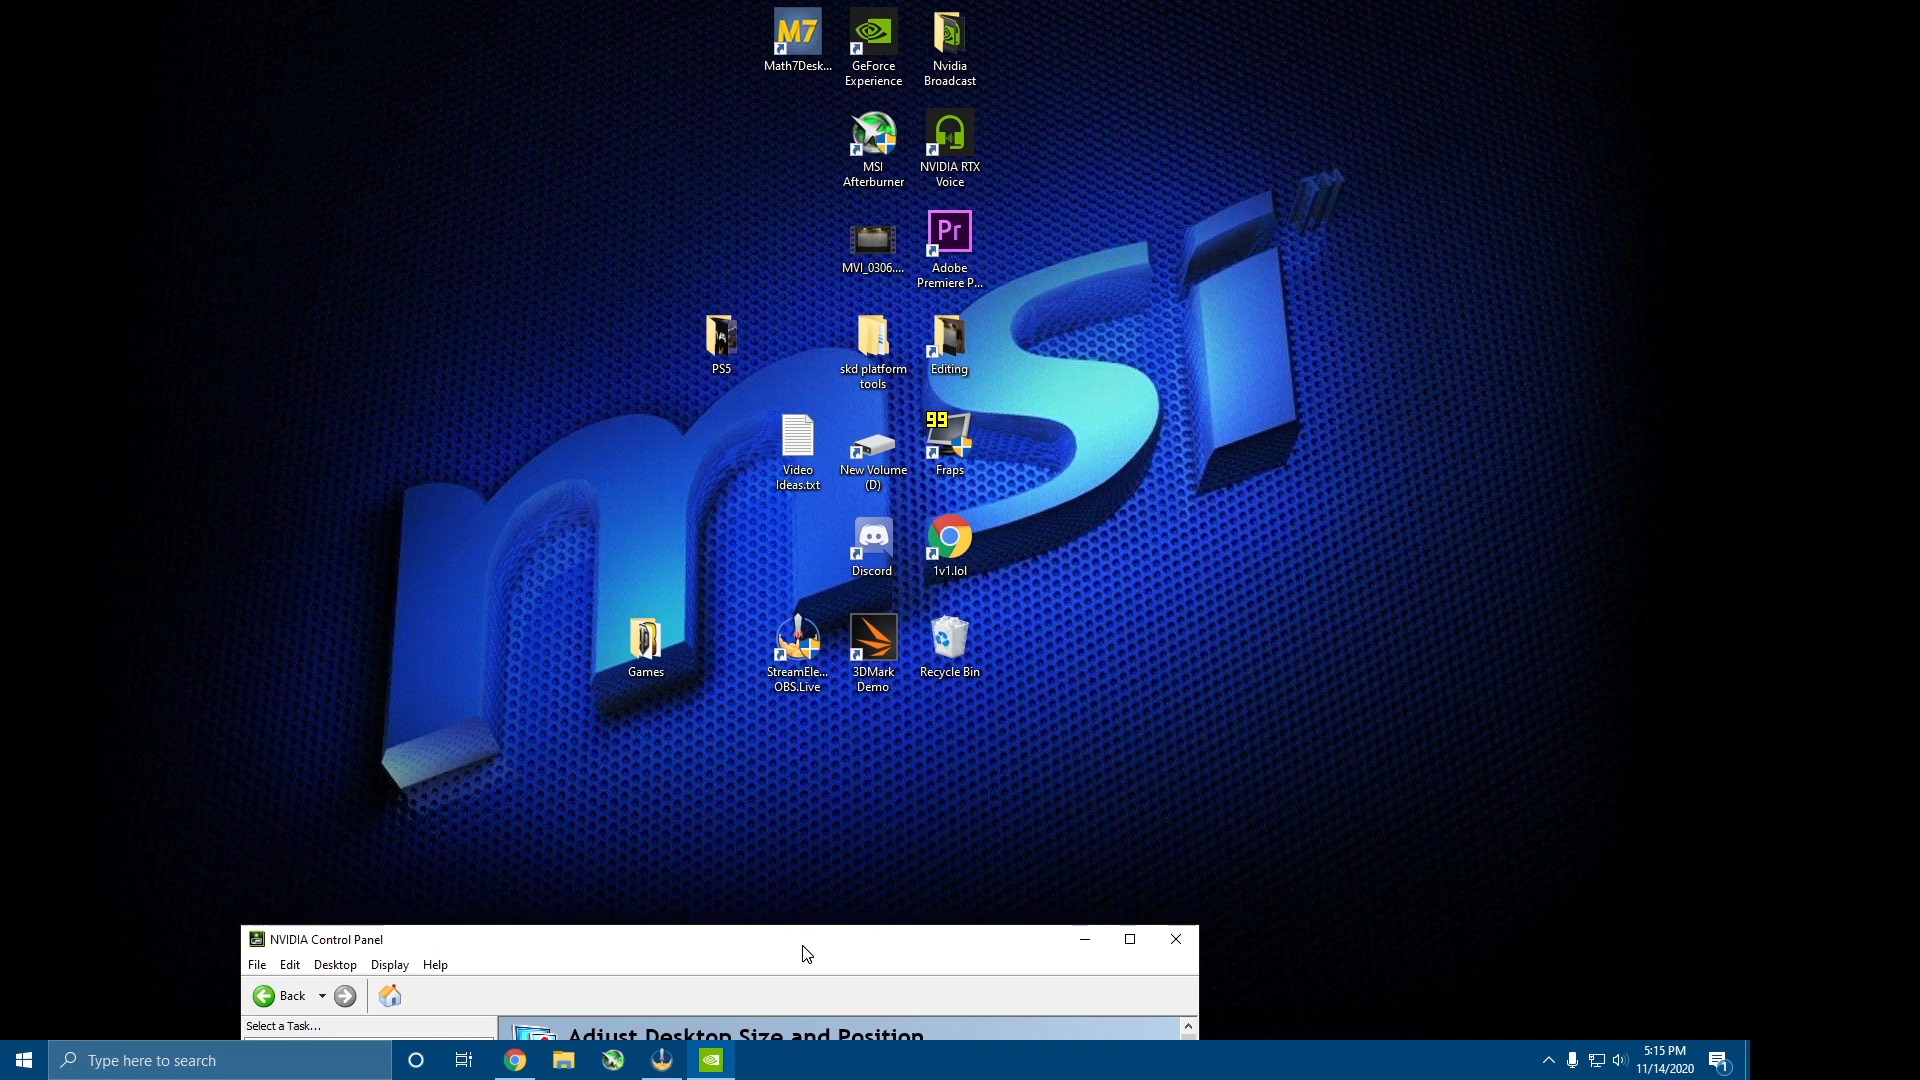 M7
Math7Desk...
GeForce
Experience
Nvidia
Broadcast
MSI
Afterburner
NVIDIA RTX
Voice
MVI_0306....
Pr
Adobe
Premiere P...
PS5
skd platform
tools
Editing
99
Video
Ideas.txt
New Volume
(D)
Fraps
Discord
1v1.lol
Games
StreamEle...
OBS.Live
3DMark
Demo
Recycle Bin
msi
NVIDIA Control Panel
File Edit Desktop Display Help
Back
Select a Task...
Adjust Desktop Size and Position
Type here to search
5:15 PM
11/14/2020
1